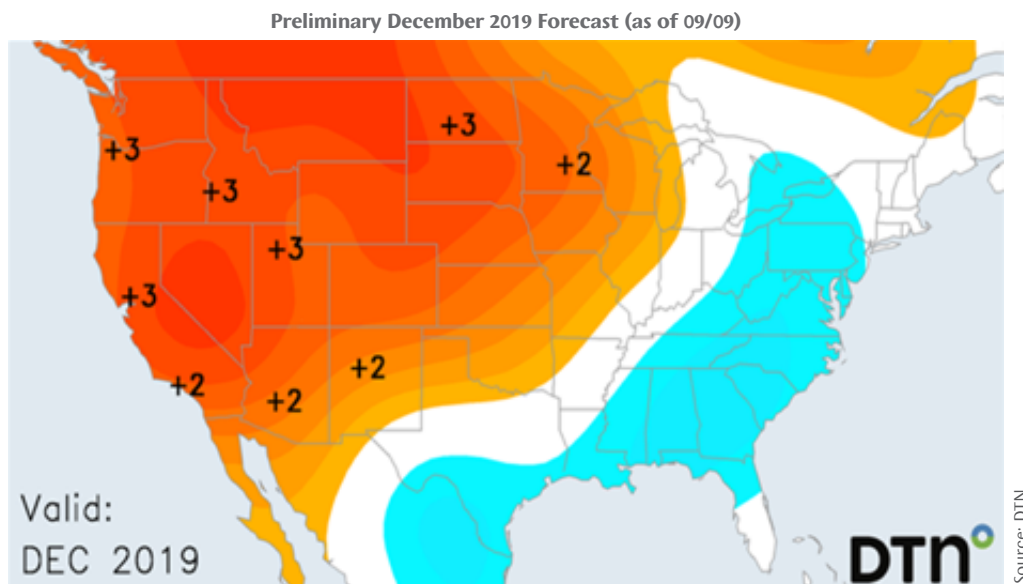 Preliminary December 2019 Forecast (as of 09/09)
+3
+3
+2
+3
+3
+3
+2
+2
+2
Valid:
DEC 2019
DTN
Source: DTN